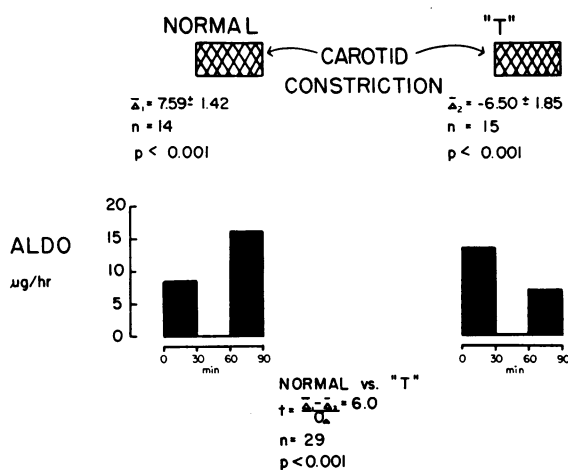 NORMAL
"T"
CAROTID
CONSTRICTION
Δ̄₁ = 7.59 ± 1.42
n = 14
p < 0.001
Δ̄₂ = -6.50 ± 1.85
n = 15
p < 0.001
ALDO
µg/hr
20
15
10
5
0
0 30 60 90
min
0 30 60 90
min
NORMAL vs. "T"
t = Δ̄₁-Δ̄₂ = 6.0
n = 29
p < 0.001